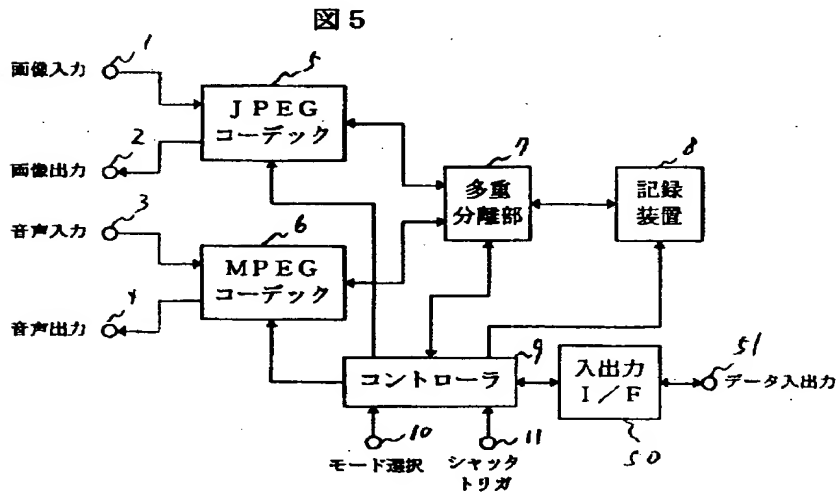 図5
画像入力
1
画像出力
2
音声入力
3
音声出力
4
5
JPEG
コーデック
6
MPEG
コーデック
7
多重
分離部
8
記録
装置
9
コントローラ
入出力
I/F
50
51
データ入出力
10
モード選択
11
シャッタ
トリガ